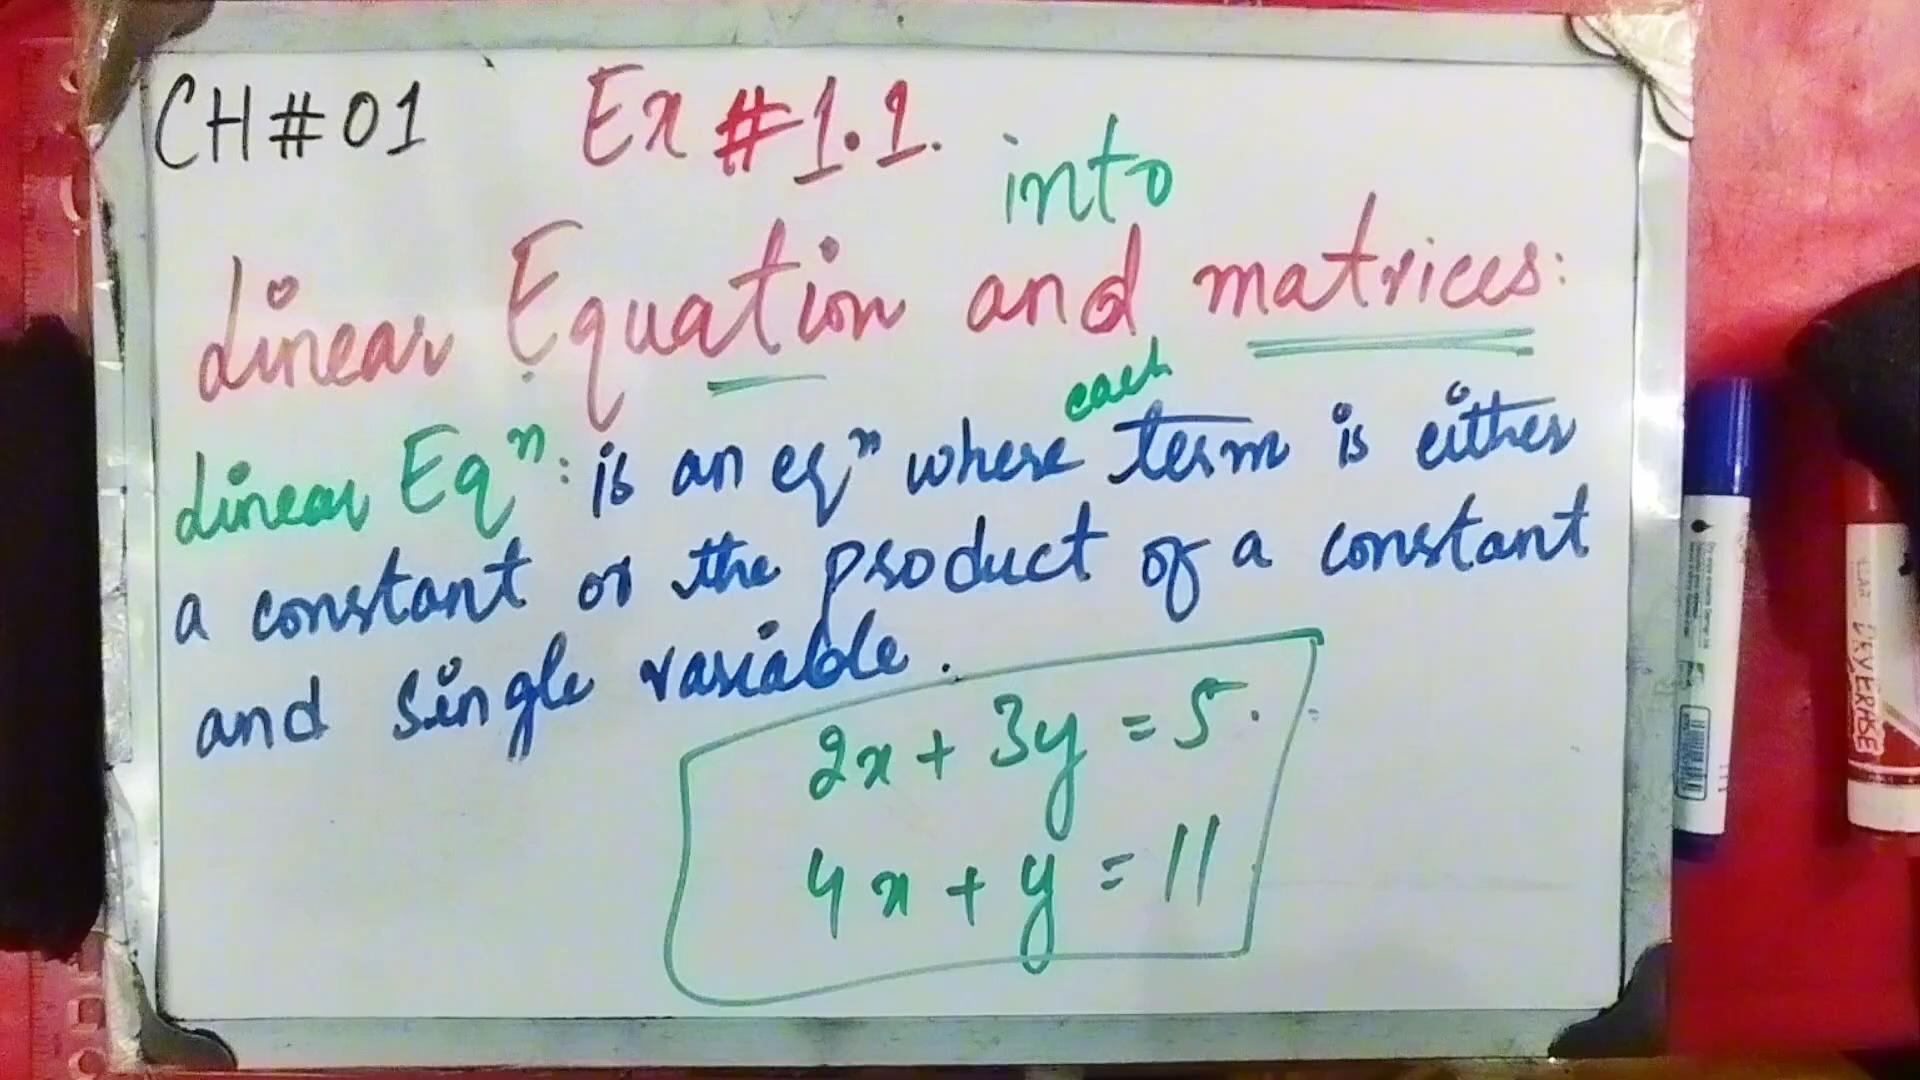 CH#01 Ex #1.1.
into
Linear Equation and matrices:
each
Linear Eqⁿ: is an eqⁿ where term is either
a constant or the product of a constant
and single variable.
2x + 3y = 5.
4x + y = 11